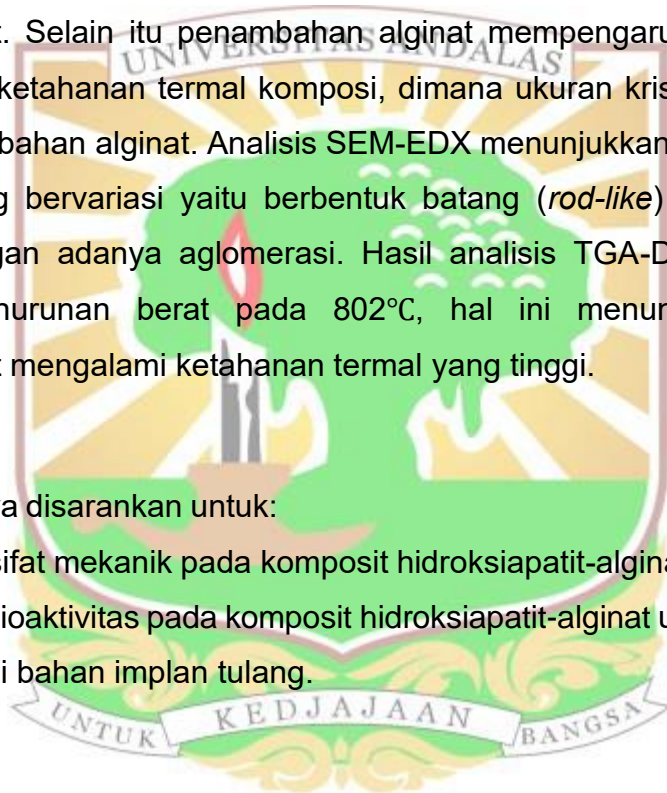 t. Selain itu penambahan alginat mempengaru
UNIVERSITAS ANDALAS
ketahanan termal komposi, dimana ukuran kris
bahan alginat. Analisis SEM-EDX menunjukkan
g bervariasi yaitu berbentuk batang (rod-like)
gan adanya aglomerasi. Hasil analisis TGA-D
nurunan berat pada 802℃, hal ini menun
t mengalami ketahanan termal yang tinggi.
a disarankan untuk:
sifat mekanik pada komposit hidroksiapatit-algina
ioaktivitas pada komposit hidroksiapatit-alginat u
i bahan implan tulang.
UNTUK KEDJAJAAN BANGSA